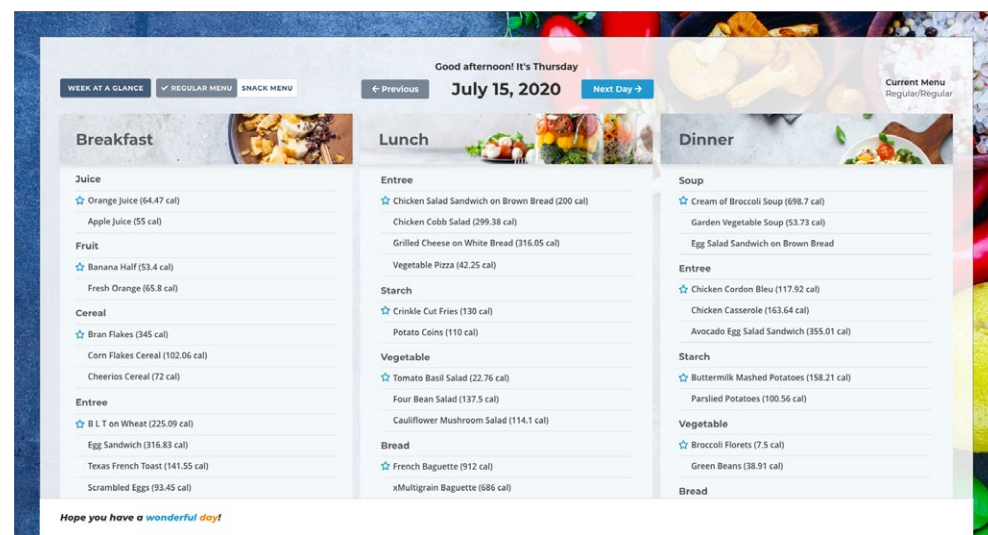 Good afternoon! It's Thursday
WEEK AT A GLANCE
✓ REGULAR MENU
SNACK MENU
← Previous
July 15, 2020
Next Day →
Current Menu
Regular/Regular
Breakfast
Juice
Orange Juice (64.47 cal)
Apple Juice (55 cal)
Fruit
Banana Half (53.4 cal)
Fresh Orange (65.8 cal)
Cereal
Bran Flakes (345 cal)
Corn Flakes Cereal (102.06 cal)
Cheerios Cereal (72 cal)
Entree
B L T on Wheat (225.09 cal)
Egg Sandwich (316.83 cal)
Texas French Toast (141.55 cal)
Scrambled Eggs (93.45 cal)
Lunch
Entree
Chicken Salad Sandwich on Brown Bread (200 cal)
Chicken Cobb Salad (299.38 cal)
Grilled Cheese on White Bread (316.05 cal)
Vegetable Pizza (42.25 cal)
Starch
Crinkle Cut Fries (130 cal)
Potato Coins (110 cal)
Vegetable
Tomato Basil Salad (22.76 cal)
Four Bean Salad (137.5 cal)
Cauliflower Mushroom Salad (114.1 cal)
Bread
French Baguette (912 cal)
xMultigrain Baguette (686 cal)
Dinner
Soup
Cream of Broccoli Soup (698.7 cal)
Garden Vegetable Soup (53.73 cal)
Egg Salad Sandwich on Brown Bread
Entree
Chicken Cordon Bleu (117.92 cal)
Chicken Casserole (163.64 cal)
Avocado Egg Salad Sandwich (355.01 cal)
Starch
Buttermilk Mashed Potatoes (158.21 cal)
Parslied Potatoes (100.56 cal)
Vegetable
Broccoli Florets (7.5 cal)
Green Beans (38.91 cal)
Bread
Hope you have a wonderful day!